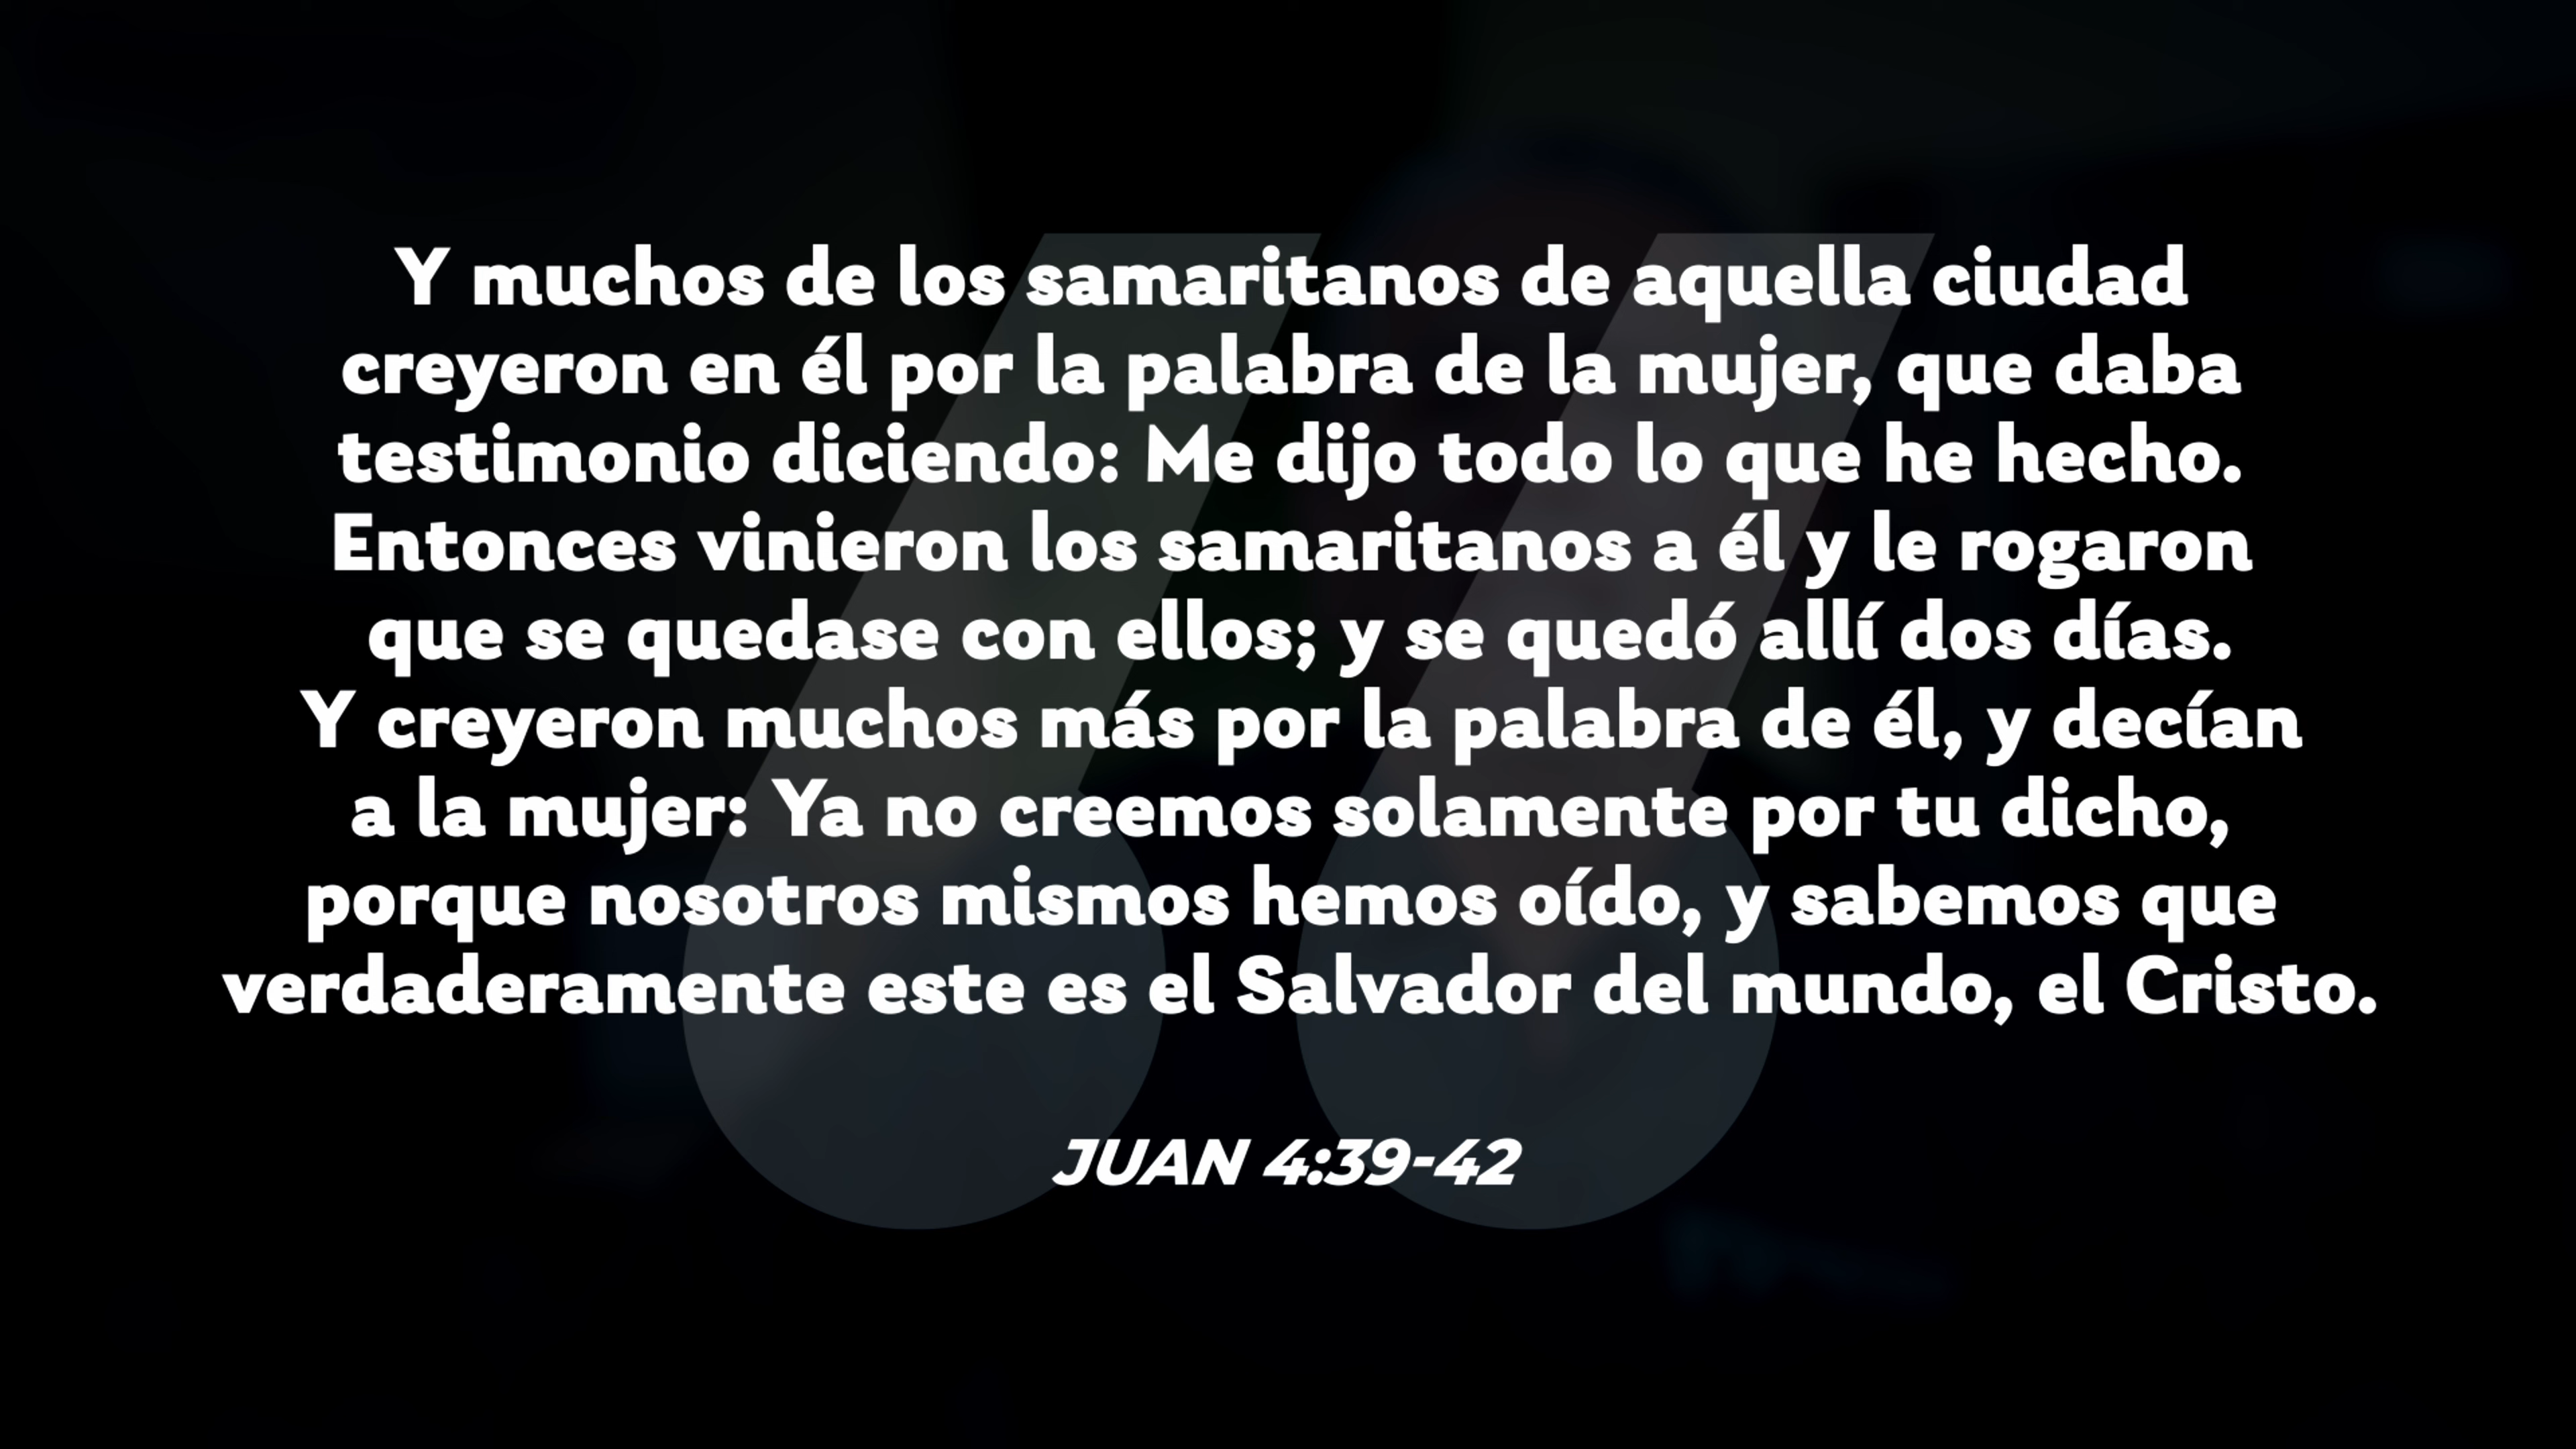 Y muchos de los samaritanos de aquella ciudad
creyeron en él por la palabra de la mujer, que daba
testimonio diciendo: Me dijo todo lo que he hecho.
Entonces vinieron los samaritanos a él y le rogaron
que se quedase con ellos; y se quedó allí dos días.
Y creyeron muchos más por la palabra de él, y decían
a la mujer: Ya no creemos solamente por tu dicho,
porque nosotros mismos hemos oído, y sabemos que
verdaderamente este es el Salvador del mundo, el Cristo.
JUAN 4:39-42